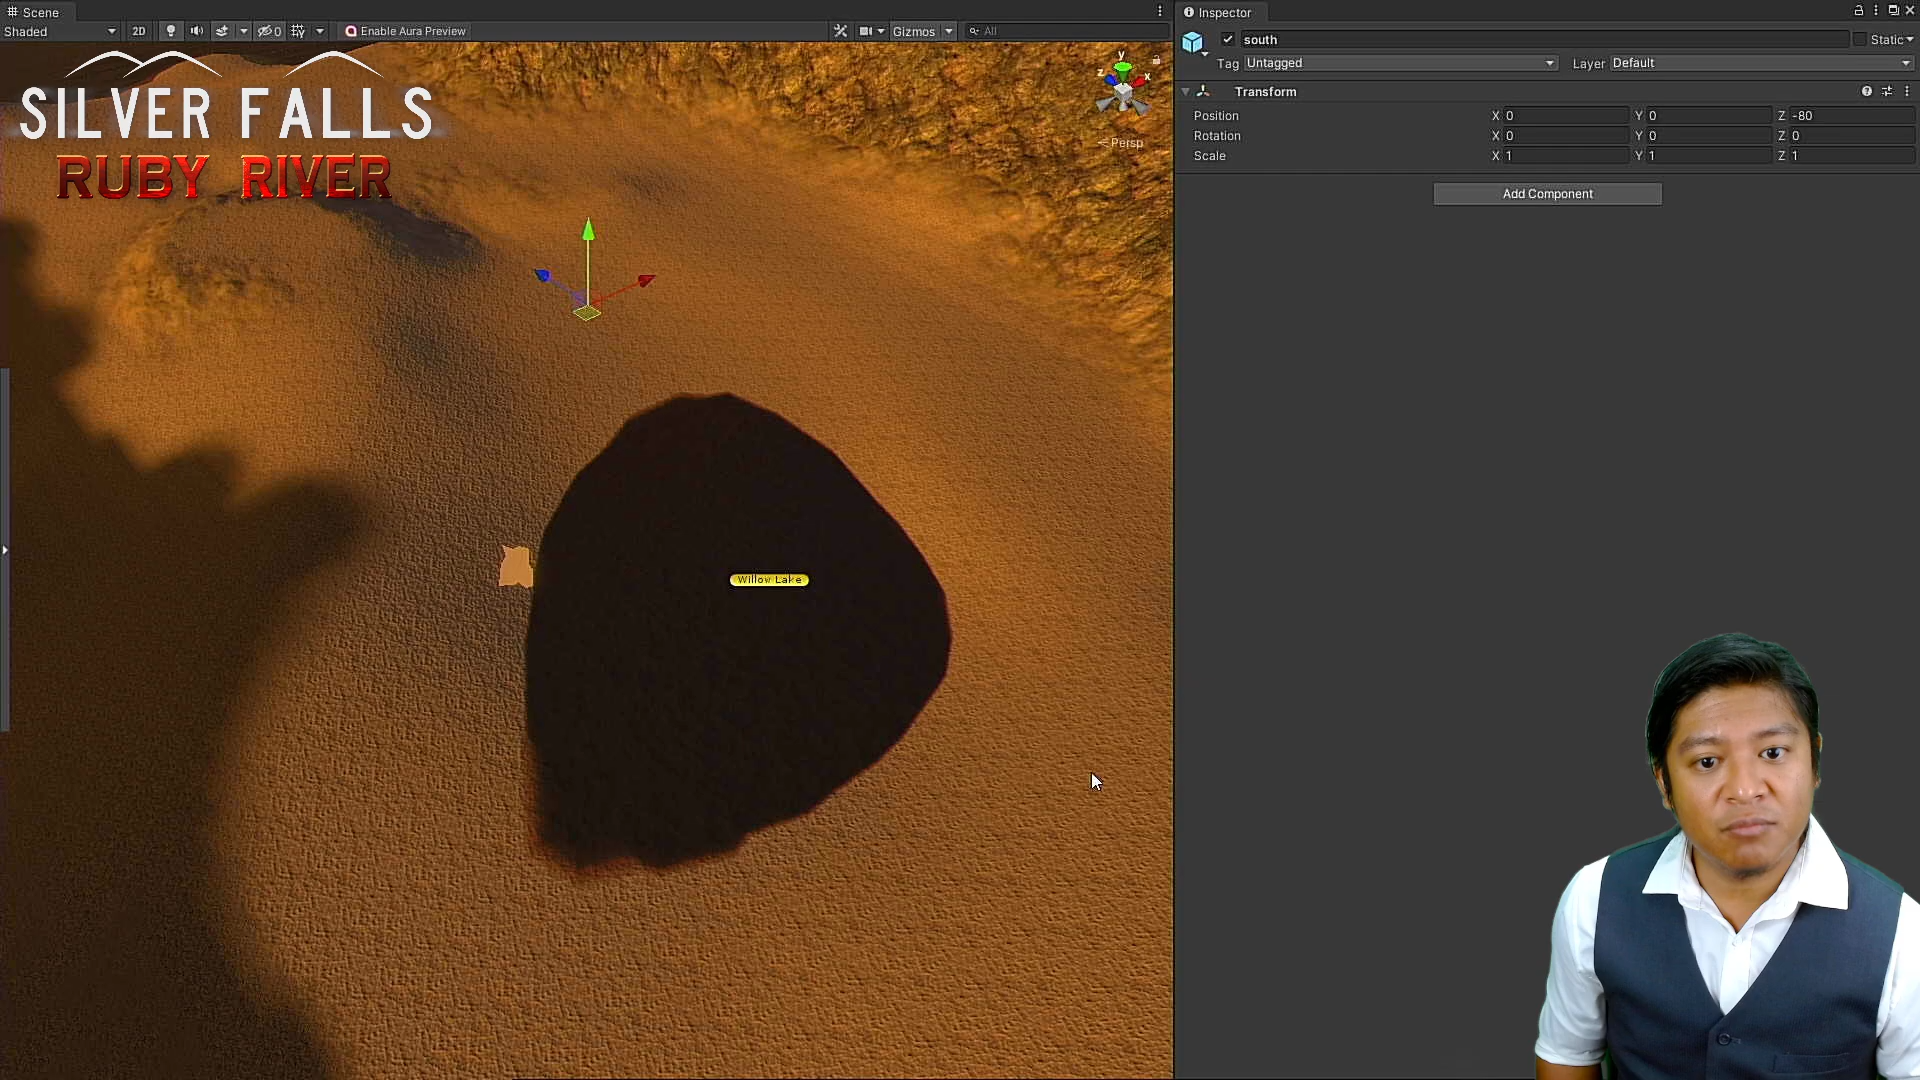 Scene
Shaded
2D
0
Enable Aura Preview
Gizmos
All
SILVER FALLS
RUBY RIVER
y
z
x
Persp
Willow Lake
Inspector
south
Static
Tag Untagged
Layer Default
Transform
Position X 0 Y 0 Z -80
Rotation X 0 Y 0 Z 0
Scale X 1 Y 1 Z 1
Add Component